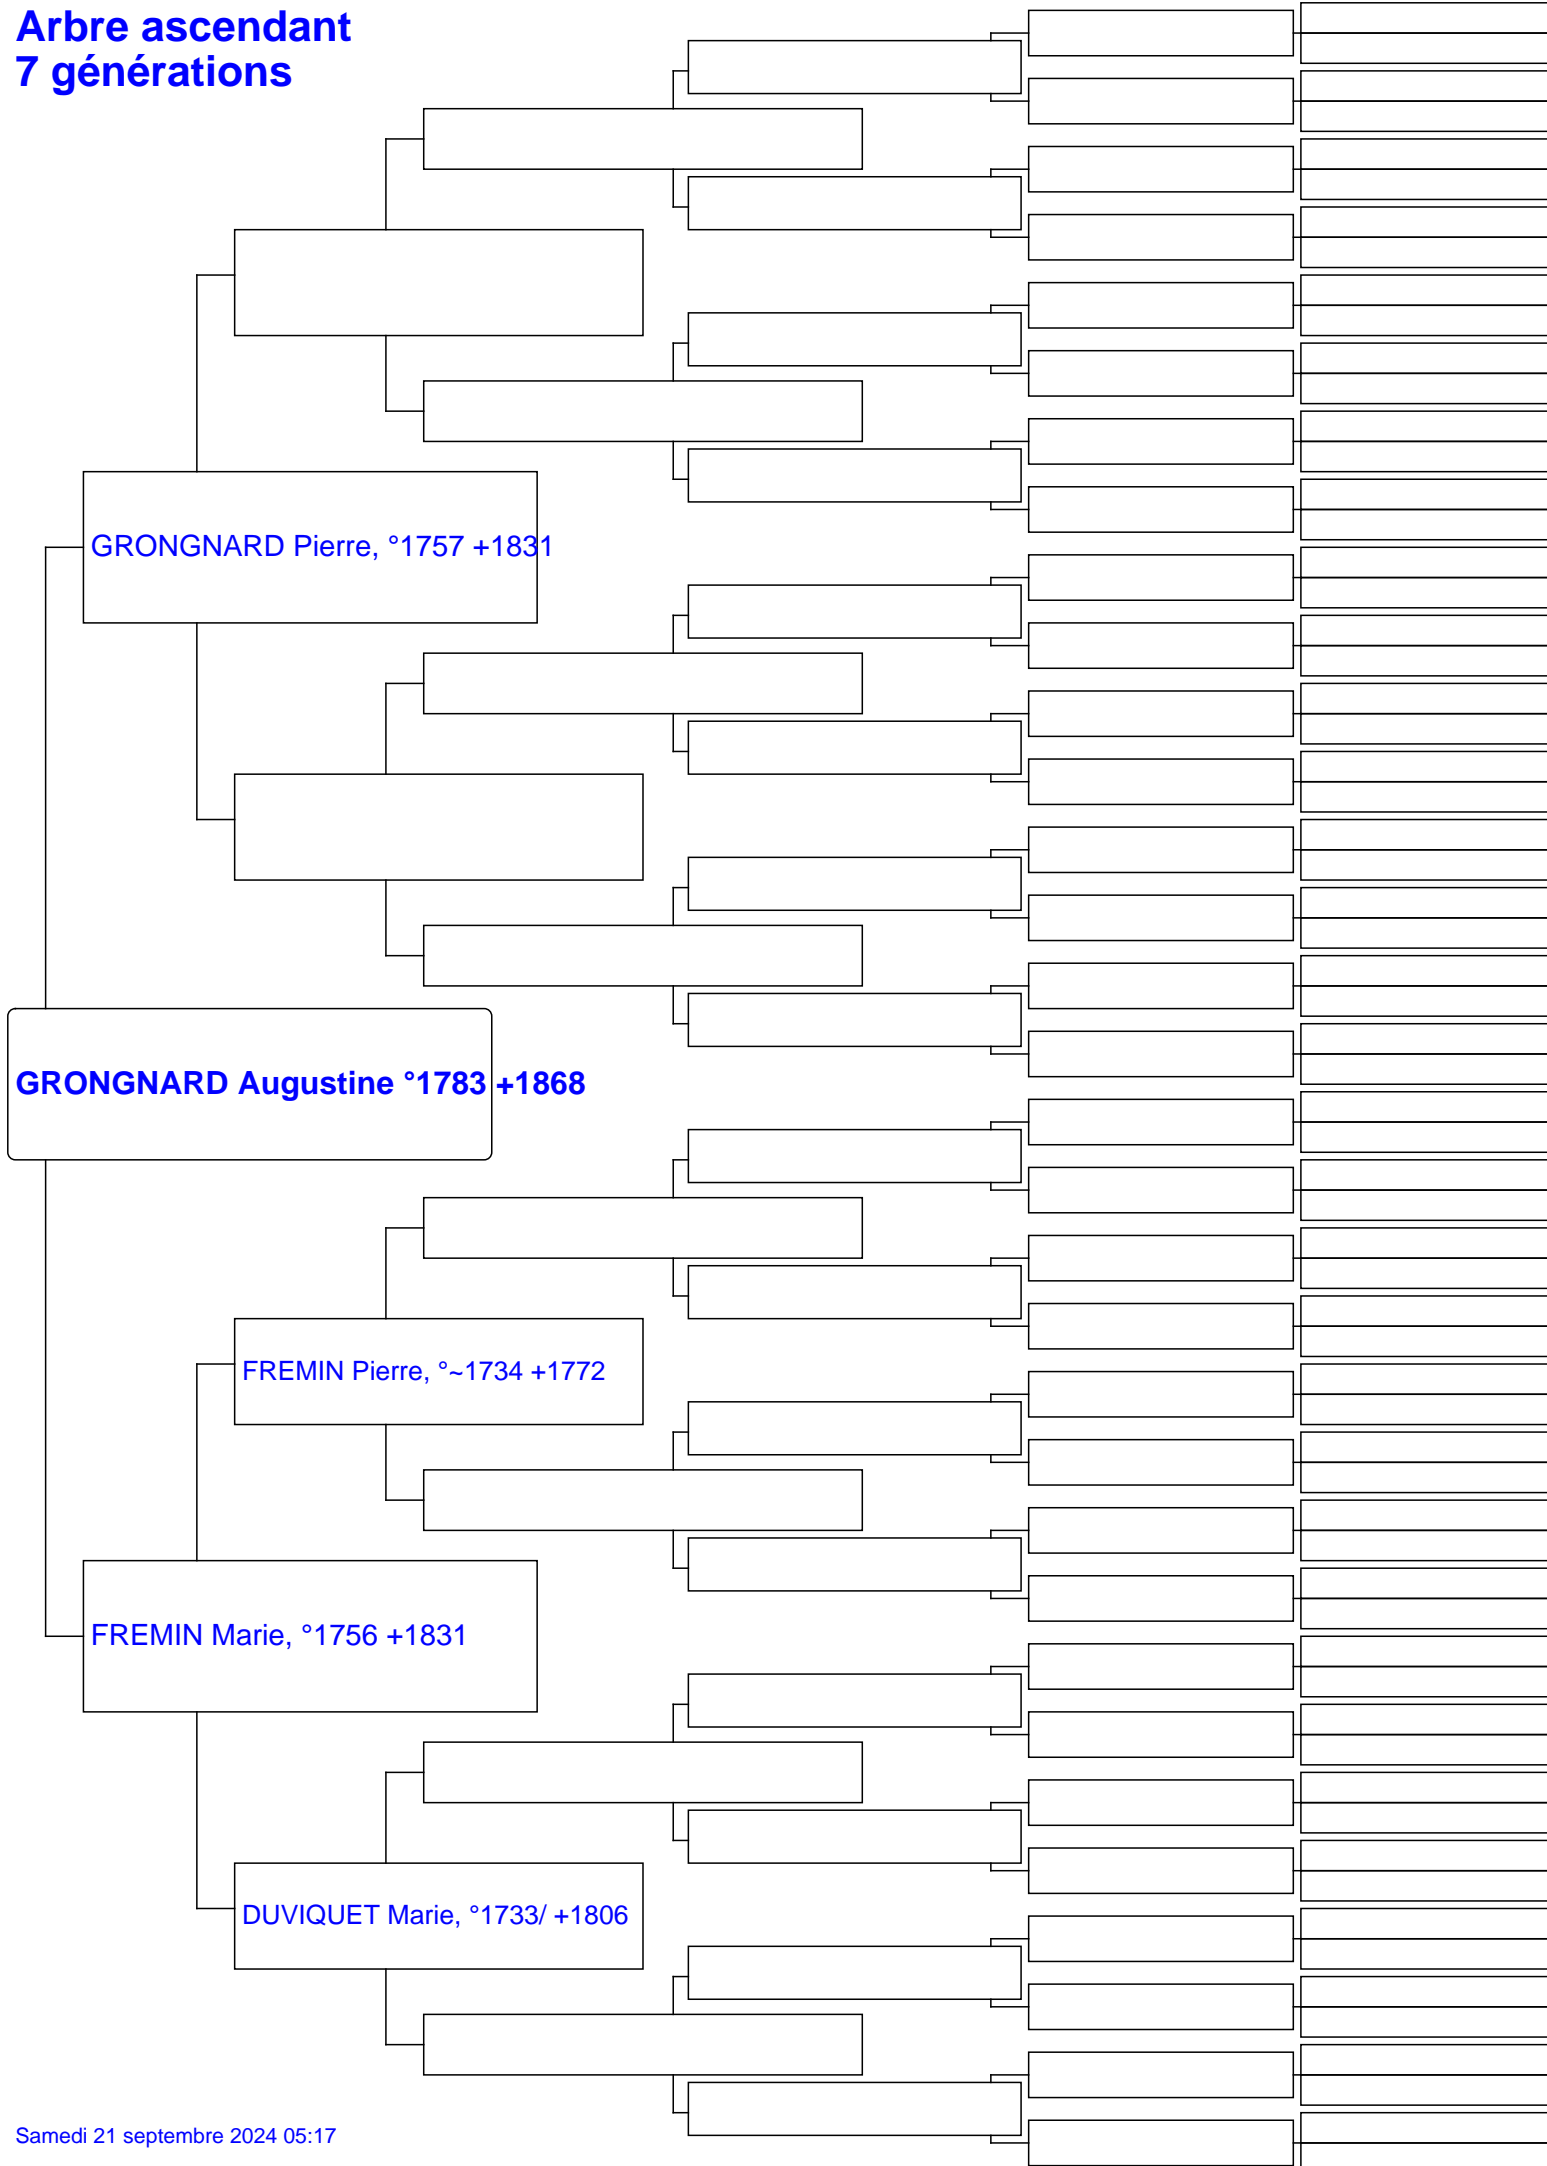 Arbre ascendant
7 générations
GRONGNARD Pierre, °1757 +1831
GRONGNARD Augustine °1783 +1868
FREMIN Pierre, °~1734 +1772
FREMIN Marie, °1756 +1831
DUVIQUET Marie, °1733/ +1806
Samedi 21 septembre 2024 05:17